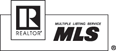 R
REALTOR®
MULTIPLE LISTING SERVICE
MLS
®